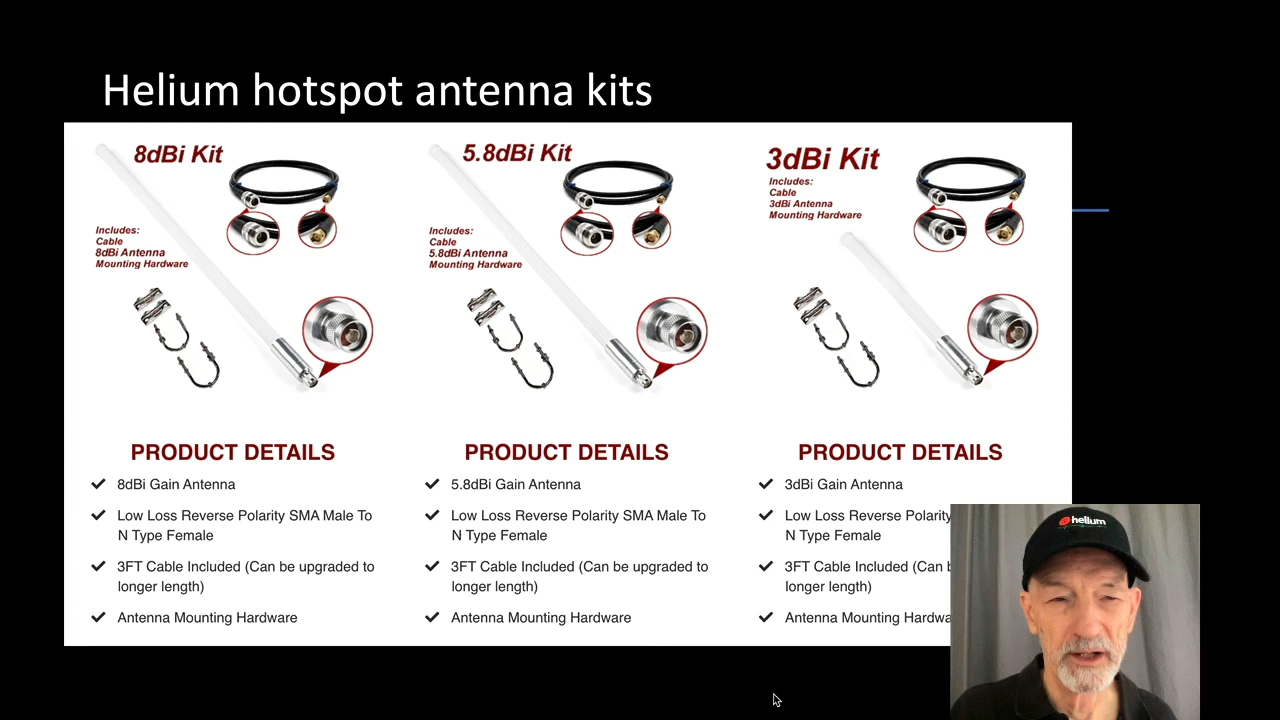 Helium hotspot antenna kits
8dBi Kit
Includes:
Cable
8dBi Antenna
Mounting Hardware
PRODUCT DETAILS
8dBi Gain Antenna
Low Loss Reverse Polarity SMA Male To
N Type Female
3FT Cable Included (Can be upgraded to
longer length)
Antenna Mounting Hardware
5.8dBi Kit
Includes:
Cable
5.8dBi Antenna
Mounting Hardware
PRODUCT DETAILS
5.8dBi Gain Antenna
Low Loss Reverse Polarity SMA Male To
N Type Female
3FT Cable Included (Can be upgraded to
longer length)
Antenna Mounting Hardware
3dBi Kit
Includes:
Cable
3dBi Antenna
Mounting Hardware
PRODUCT DETAILS
3dBi Gain Antenna
Low Loss Reverse Polarity
N Type Female
3FT Cable Included (Can
longer length)
Antenna Mounting
helium